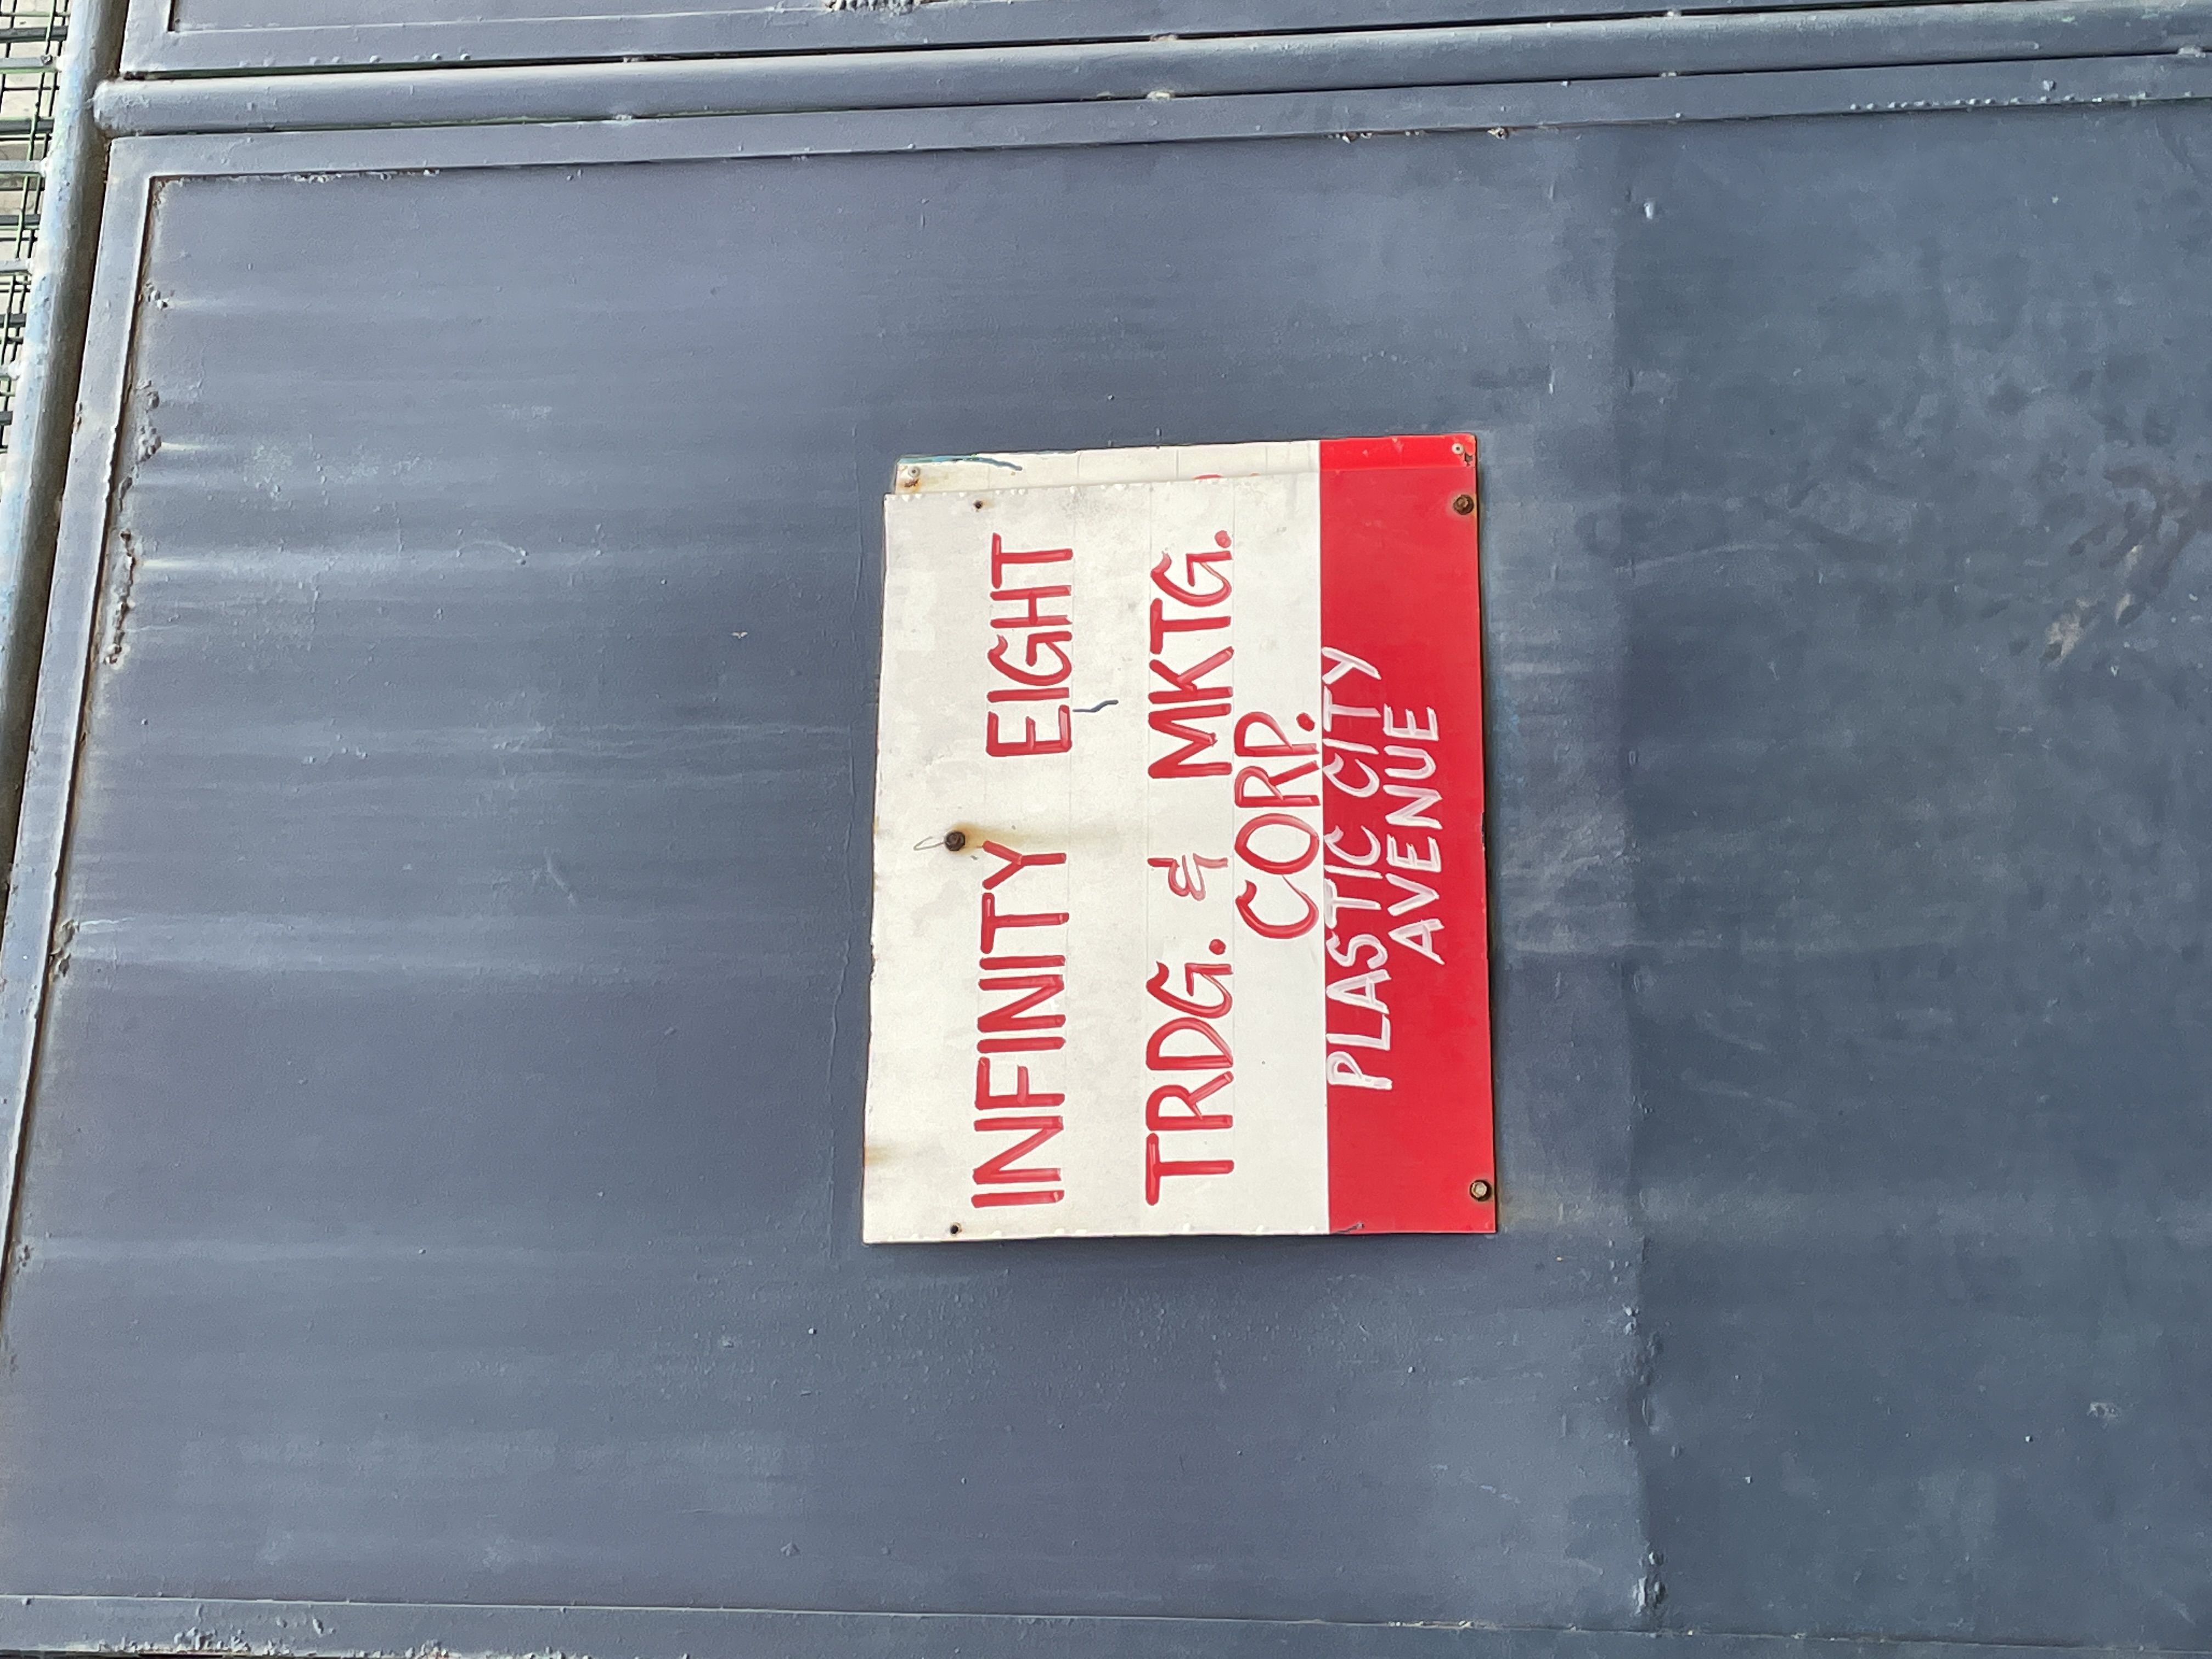 INFINITY EIGHT
TRDG. & MKTG.
CORP.
PLASTIC CITY
AVENUE